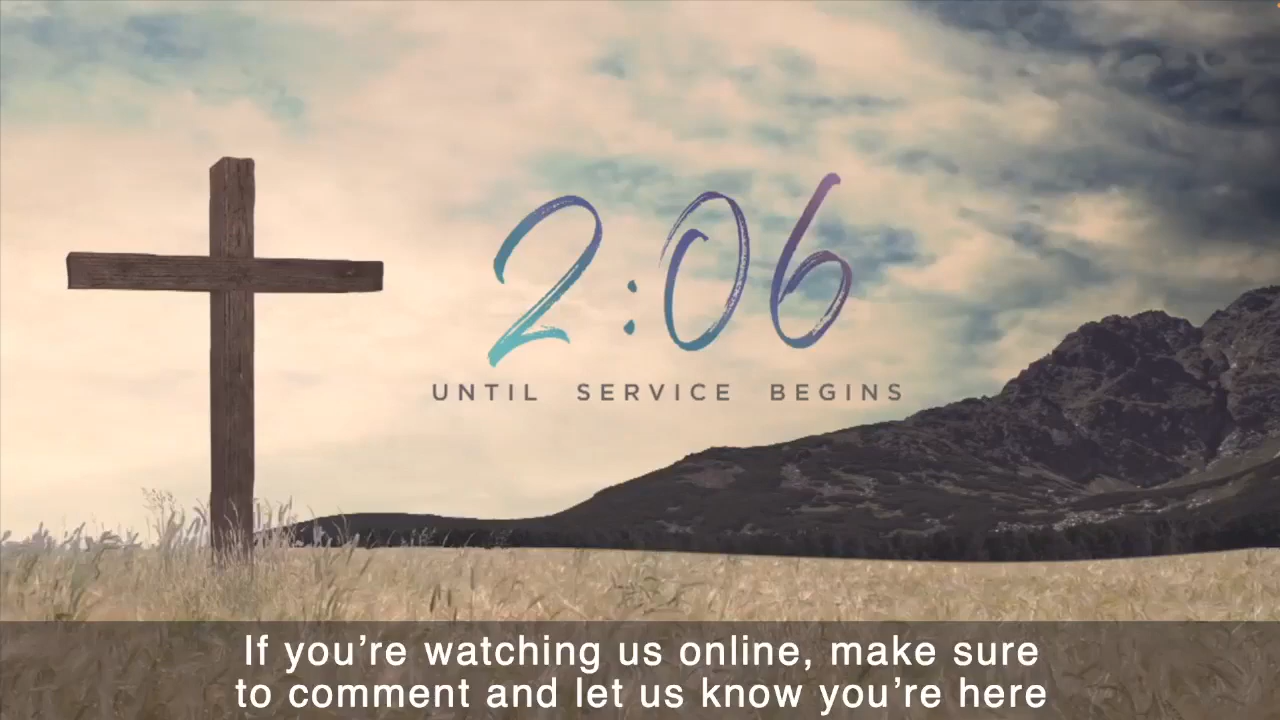 2:06
UNTIL SERVICE BEGINS
If you’re watching us online, make sure
to comment and let us know you’re here